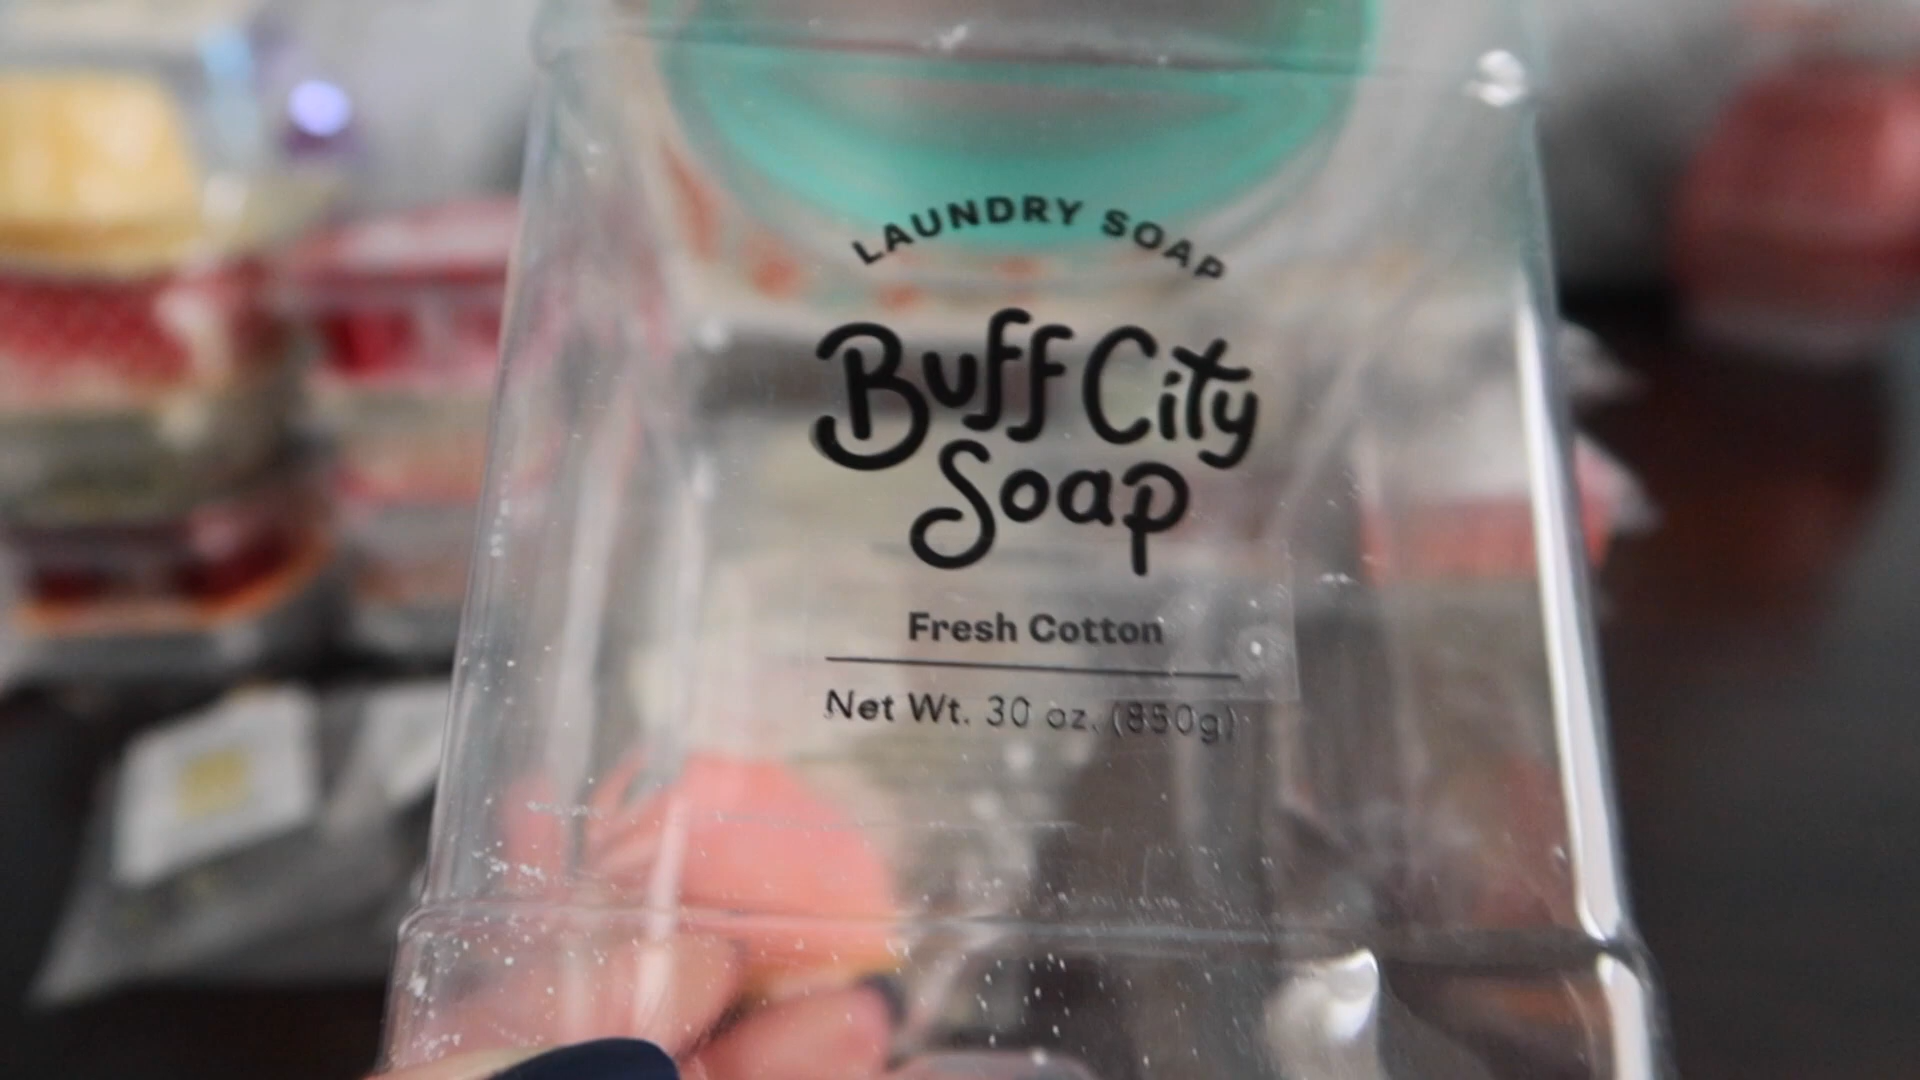 LAUNDRY SOAP
Buff City
Soap
Fresh Cotton
Net Wt. 30 oz. (850g)